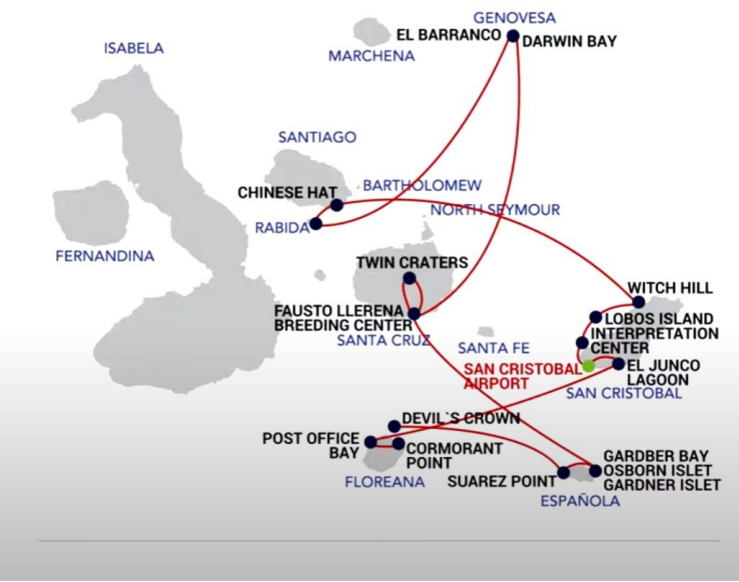 GENOVESA
EL BARRANCO
DARWIN BAY
MARCHENA
ISABELA
SANTIAGO
CHINESE HAT
BARTHOLOMEW
RABIDA
NORTH SEYMOUR
FERNANDINA
TWIN CRATERS
FAUSTO LLERENA
BREEDING CENTER
SANTA CRUZ
WITCH HILL
LOBOS ISLAND
INTERPRETATION
CENTER
SANTA FE
SAN CRISTOBAL
AIRPORT
EL JUNCO
LAGOON
SAN CRISTOBAL
DEVIL`S CROWN
POST OFFICE
BAY
CORMORANT
POINT
FLOREANA
SUAREZ POINT
GARDBER BAY
OSBORN ISLET
GARDNER ISLET
ESPAÑOLA